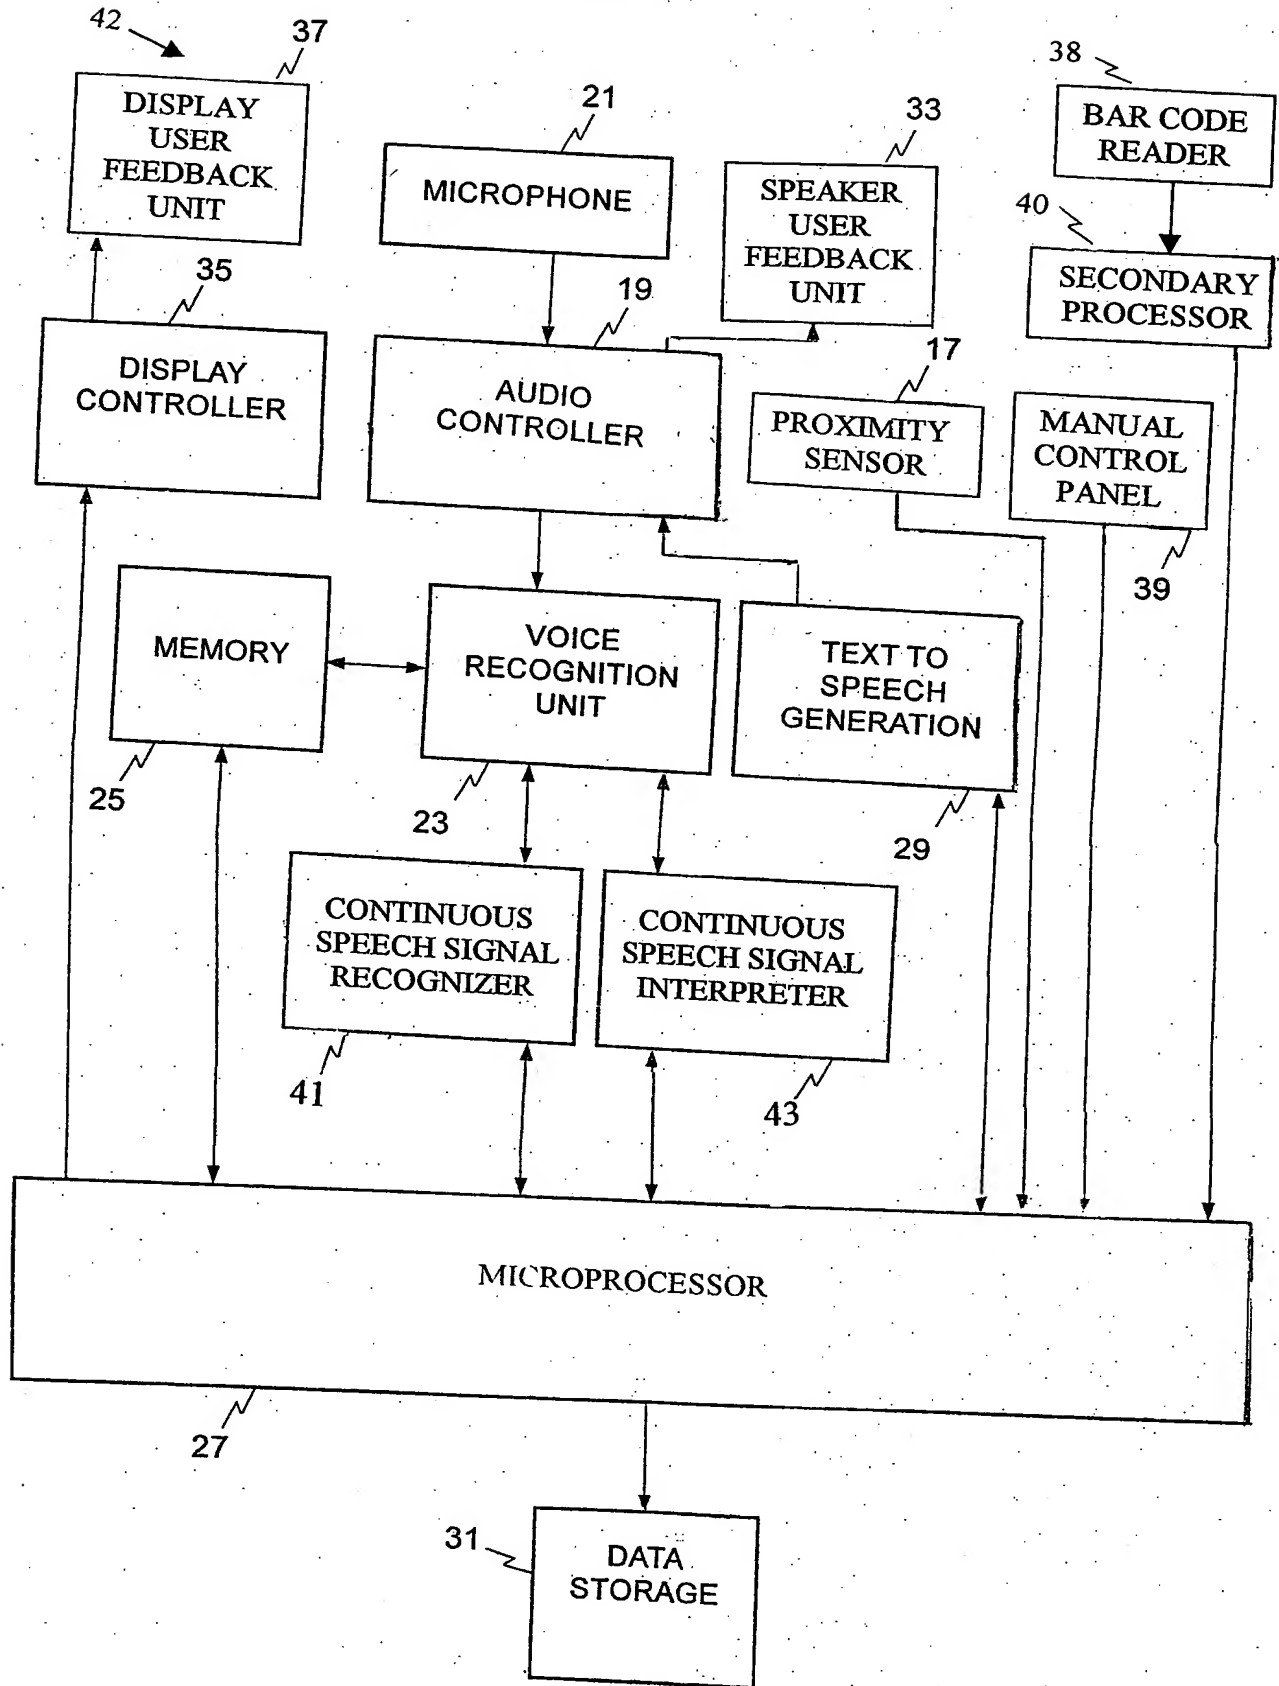 42
37
DISPLAY
USER
FEEDBACK
UNIT
21
MICROPHONE
33
SPEAKER
USER
FEEDBACK
UNIT
38
BAR CODE
READER
40
SECONDARY
PROCESSOR
35
DISPLAY
CONTROLLER
19
AUDIO
CONTROLLER
17
PROXIMITY
SENSOR
MANUAL
CONTROL
PANEL
39
MEMORY
25
VOICE
RECOGNITION
UNIT
23
TEXT TO
SPEECH
GENERATION
29
CONTINUOUS
SPEECH SIGNAL
RECOGNIZER
41
CONTINUOUS
SPEECH SIGNAL
INTERPRETER
43
MICROPROCESSOR
27
31
DATA
STORAGE